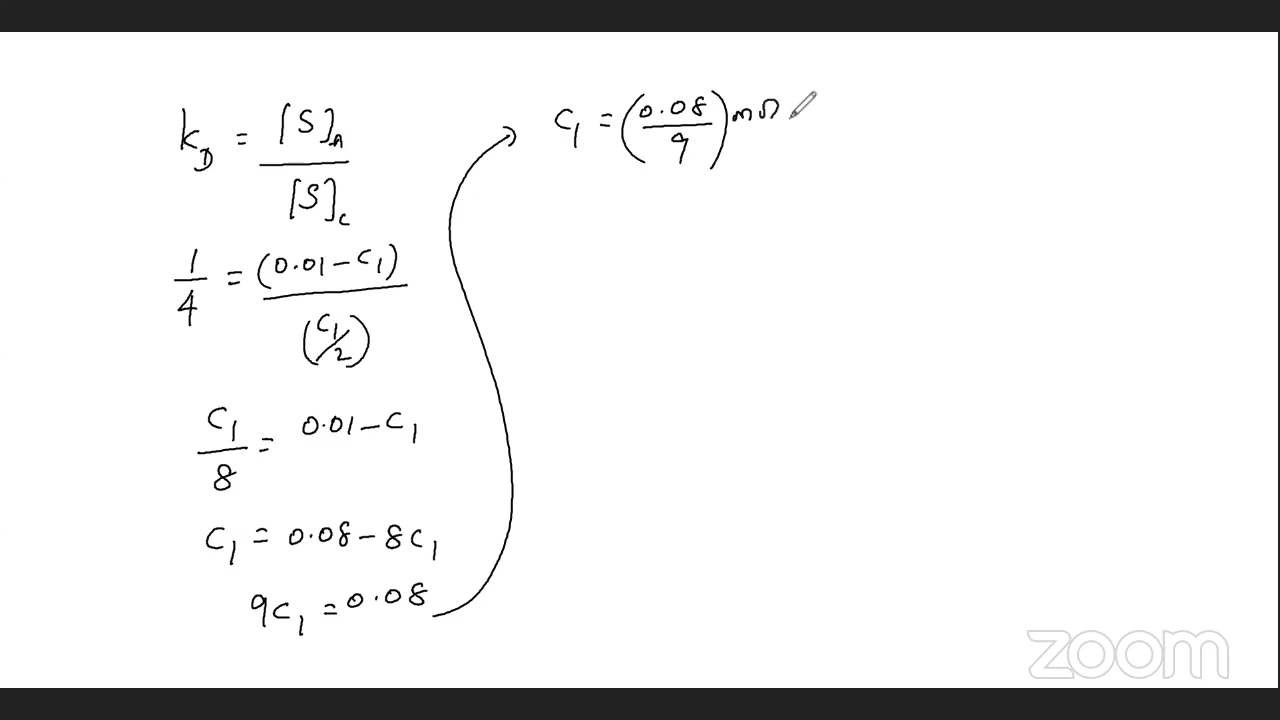 k_D = [S]_A / [S]_C
1/4 = (0.01 - C_1) / (C_1/2)
C_1/8 = 0.01 - C_1
C_1 = 0.08 - 8C_1
9C_1 = 0.08
C_1 = (0.08/9)
zoom